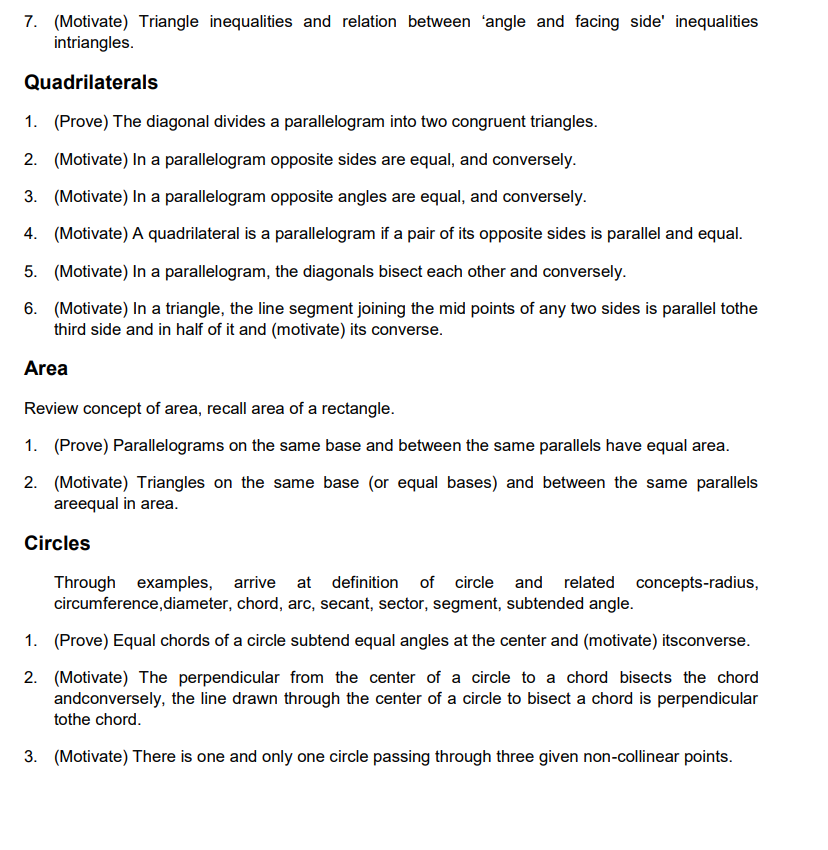 7. (Motivate) Triangle inequalities and relation between ‘angle and facing side' inequalities
intriangles.
Quadrilaterals
1. (Prove) The diagonal divides a parallelogram into two congruent triangles.
2. (Motivate) In a parallelogram opposite sides are equal, and conversely.
3. (Motivate) In a parallelogram opposite angles are equal, and conversely.
4. (Motivate) A quadrilateral is a parallelogram if a pair of its opposite sides is parallel and equal.
5. (Motivate) In a parallelogram, the diagonals bisect each other and conversely.
6. (Motivate) In a triangle, the line segment joining the mid points of any two sides is parallel tothe
third side and in half of it and (motivate) its converse.
Area
Review concept of area, recall area of a rectangle.
1. (Prove) Parallelograms on the same base and between the same parallels have equal area.
2. (Motivate) Triangles on the same base (or equal bases) and between the same parallels
areequal in area.
Circles
Through examples, arrive at definition of circle and related concepts-radius,
circumference,diameter, chord, arc, secant, sector, segment, subtended angle.
1. (Prove) Equal chords of a circle subtend equal angles at the center and (motivate) itsconverse.
2. (Motivate) The perpendicular from the center of a circle to a chord bisects the chord
andconversely, the line drawn through the center of a circle to bisect a chord is perpendicular
tothe chord.
3. (Motivate) There is one and only one circle passing through three given non-collinear points.